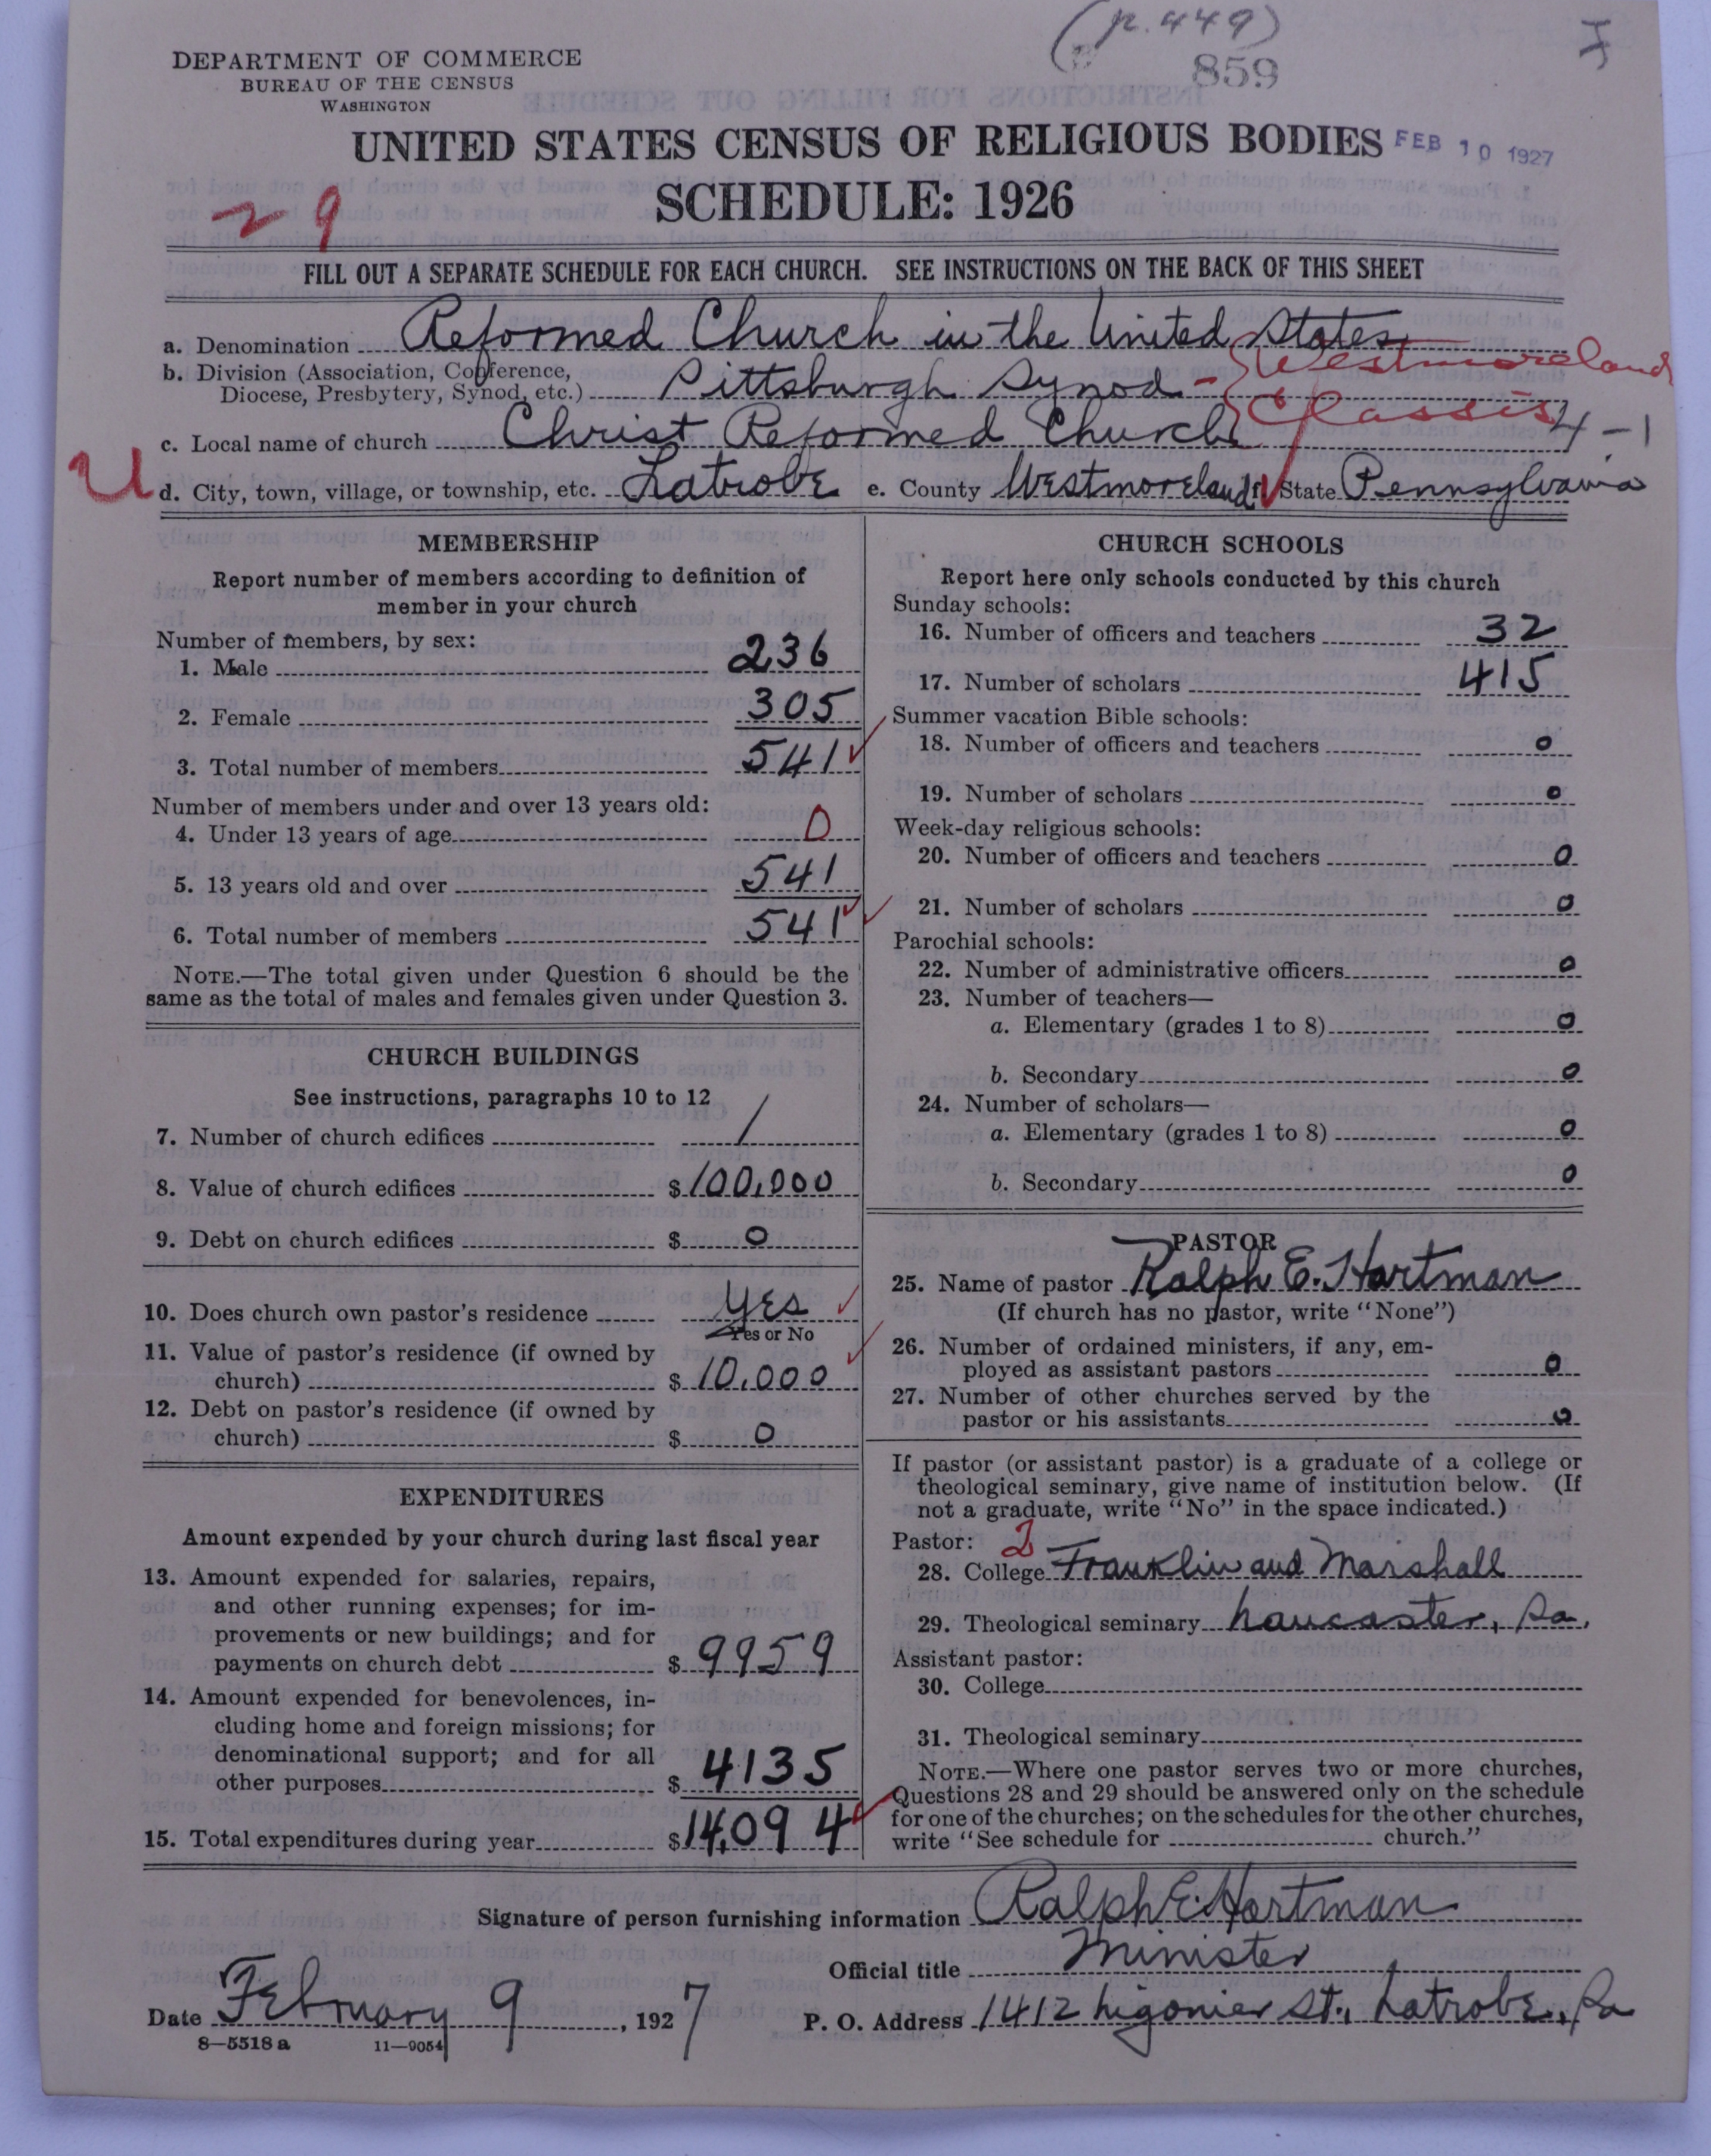 (p. 449)
859
DEPARTMENT OF COMMERCE
BUREAU OF THE CENSUS
WASHINGTON
UNITED STATES CENSUS OF RELIGIOUS BODIES
FEB 10 1927
SCHEDULE: 1926
29
FILL OUT A SEPARATE SCHEDULE FOR EACH CHURCH. SEE INSTRUCTIONS ON THE BACK OF THIS SHEET
a. Denomination Reformed Church in the United States
b. Division (Association, Conference,
Diocese, Presbytery, Synod, etc.) Pittsburgh Synod - Westmoreland
Classis
c. Local name of church Christ Reformed Church 4-1
U
d. City, town, village, or township, etc. Latrobe e. County Westmoreland f. State Pennsylvania
MEMBERSHIP
Report number of members according to definition of
member in your church
Number of members, by sex:
1. Male 236
2. Female 305
3. Total number of members 541
Number of members under and over 13 years old:
4. Under 13 years of age 0
5. 13 years old and over 541
6. Total number of members 541
NOTE.—The total given under Question 6 should be the
same as the total of males and females given under Question 3.
CHURCH BUILDINGS
See instructions, paragraphs 10 to 12
7. Number of church edifices 1
8. Value of church edifices $100,000
9. Debt on church edifices $ 0
10. Does church own pastor's residence Yes
Yes or No
11. Value of pastor's residence (if owned by
church) $ 10,000
12. Debt on pastor's residence (if owned by
church) $ 0
EXPENDITURES
Amount expended by your church during last fiscal year
13. Amount expended for salaries, repairs,
and other running expenses; for im-
provements or new buildings; and for
payments on church debt $ 9959
14. Amount expended for benevolences, in-
cluding home and foreign missions; for
denominational support; and for all
other purposes $ 4135
15. Total expenditures during year $14,094
CHURCH SCHOOLS
Report here only schools conducted by this church
Sunday schools:
16. Number of officers and teachers 32
17. Number of scholars 415
Summer vacation Bible schools:
18. Number of officers and teachers 0
19. Number of scholars 0
Week-day religious schools:
20. Number of officers and teachers 0
21. Number of scholars 0
Parochial schools:
22. Number of administrative officers 0
23. Number of teachers—
a. Elementary (grades 1 to 8) 0
b. Secondary 0
24. Number of scholars—
a. Elementary (grades 1 to 8) 0
b. Secondary 0
PASTOR
25. Name of pastor Ralph E. Hartman
(If church has no pastor, write "None")
26. Number of ordained ministers, if any, em-
ployed as assistant pastors 0
27. Number of other churches served by the
pastor or his assistants 0
If pastor (or assistant pastor) is a graduate of a college or
theological seminary, give name of institution below. (If
not a graduate, write "No" in the space indicated.)
Pastor: 2
28. College Franklin and Marshall
29. Theological seminary Lancaster, Pa.
Assistant pastor:
30. College
31. Theological seminary
NOTE.—Where one pastor serves two or more churches,
Questions 28 and 29 should be answered only on the schedule
for one of the churches; on the schedules for the other churches,
write "See schedule for church."
Signature of person furnishing information Ralph E. Hartman
Official title Minister
Date February 9, 1927 P. O. Address 1412 Ligonier St., Latrobe, Pa
8—5518a 11—9054